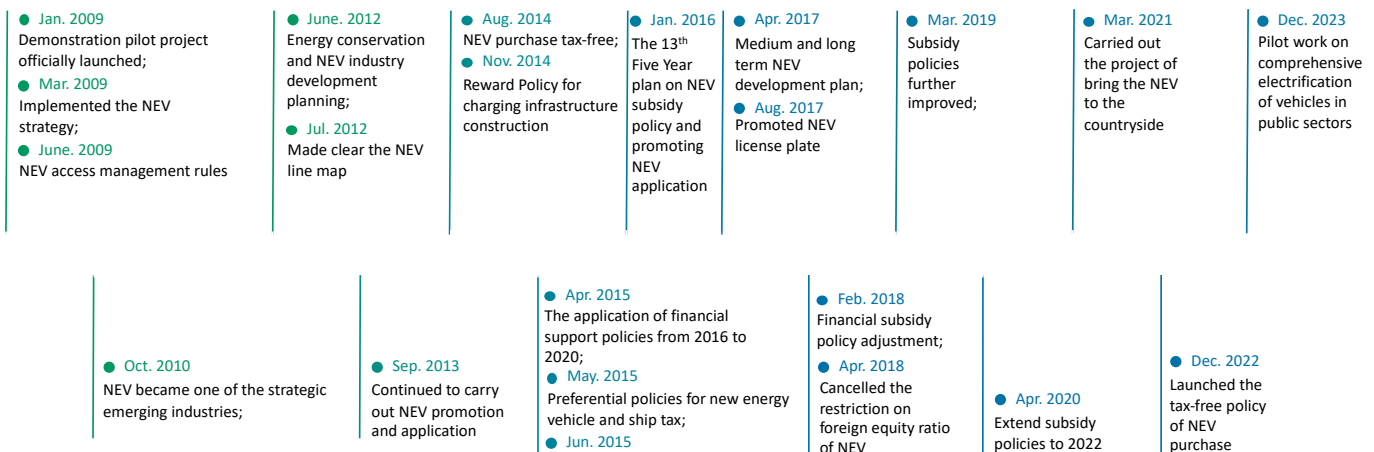 Jan. 2009
Demonstration pilot project
officially launched;
Mar. 2009
Implemented the NEV
strategy;
June. 2009
NEV access management rules
June. 2012
Energy conservation
and NEV industry
development
planning;
Jul. 2012
Made clear the NEV
line map
Aug. 2014
NEV purchase tax-free;
Nov. 2014
Reward Policy for
charging infrastructure
construction
Jan. 2016
The 13th
Five Year
plan on NEV
subsidy
policy and
promoting
NEV
application
Apr. 2017
Medium and long
term NEV
development plan;
Aug. 2017
Promoted NEV
license plate
Mar. 2019
Subsidy
policies
further
improved;
Mar. 2021
Carried out
the project of
bring the NEV
to the
countryside
Dec. 2023
Pilot work on
comprehensive
electrification
of vehicles in
public sectors
Oct. 2010
NEV became one of the strategic
emerging industries;
Sep. 2013
Continued to carry
out NEV promotion
and application
Apr. 2015
The application of financial
support policies from 2016 to
2020;
May. 2015
Preferential policies for new energy
vehicle and ship tax;
Jun. 2015
Feb. 2018
Financial subsidy
policy adjustment;
Apr. 2018
Cancelled the
restriction on
foreign equity ratio
of NEV
Apr. 2020
Extend subsidy
policies to 2022
Dec. 2022
Launched the
tax-free policy
of NEV
purchase